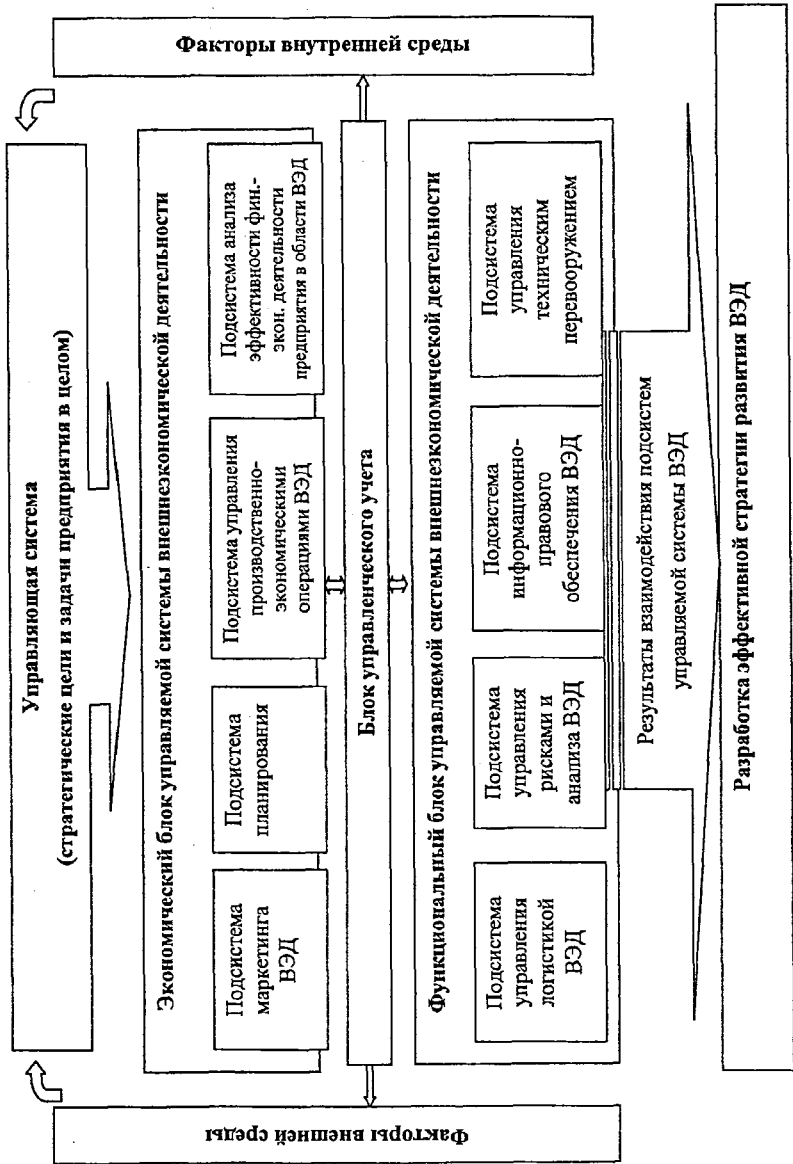 Управляющая система
(стратегические цели и задачи предприятия в целом)
Факторы внешней среды
Факторы внутренней среды
Экономический блок управляемой системы внешнеэкономической деятельности
Подсистема
маркетинга
ВЭД
Подсистема
планирования
Подсистема управления
производственно-
экономическими
операциями ВЭД
Подсистема анализа
эффективности фин.-
экон. деятельности
предприятия в области ВЭД
Блок управленческого учета
Функциональный блок управляемой системы внешнеэкономической деятельности
Подсистема
управления
логистикой
ВЭД
Подсистема
управления
рисками и
анализа ВЭД
Подсистема
информационно-
правового
обеспечения ВЭД
Подсистема
управления
техническим
перевооружением
Результаты взаимодействия подсистем
управляемой системы ВЭД
Разработка эффективной стратегии развития ВЭД